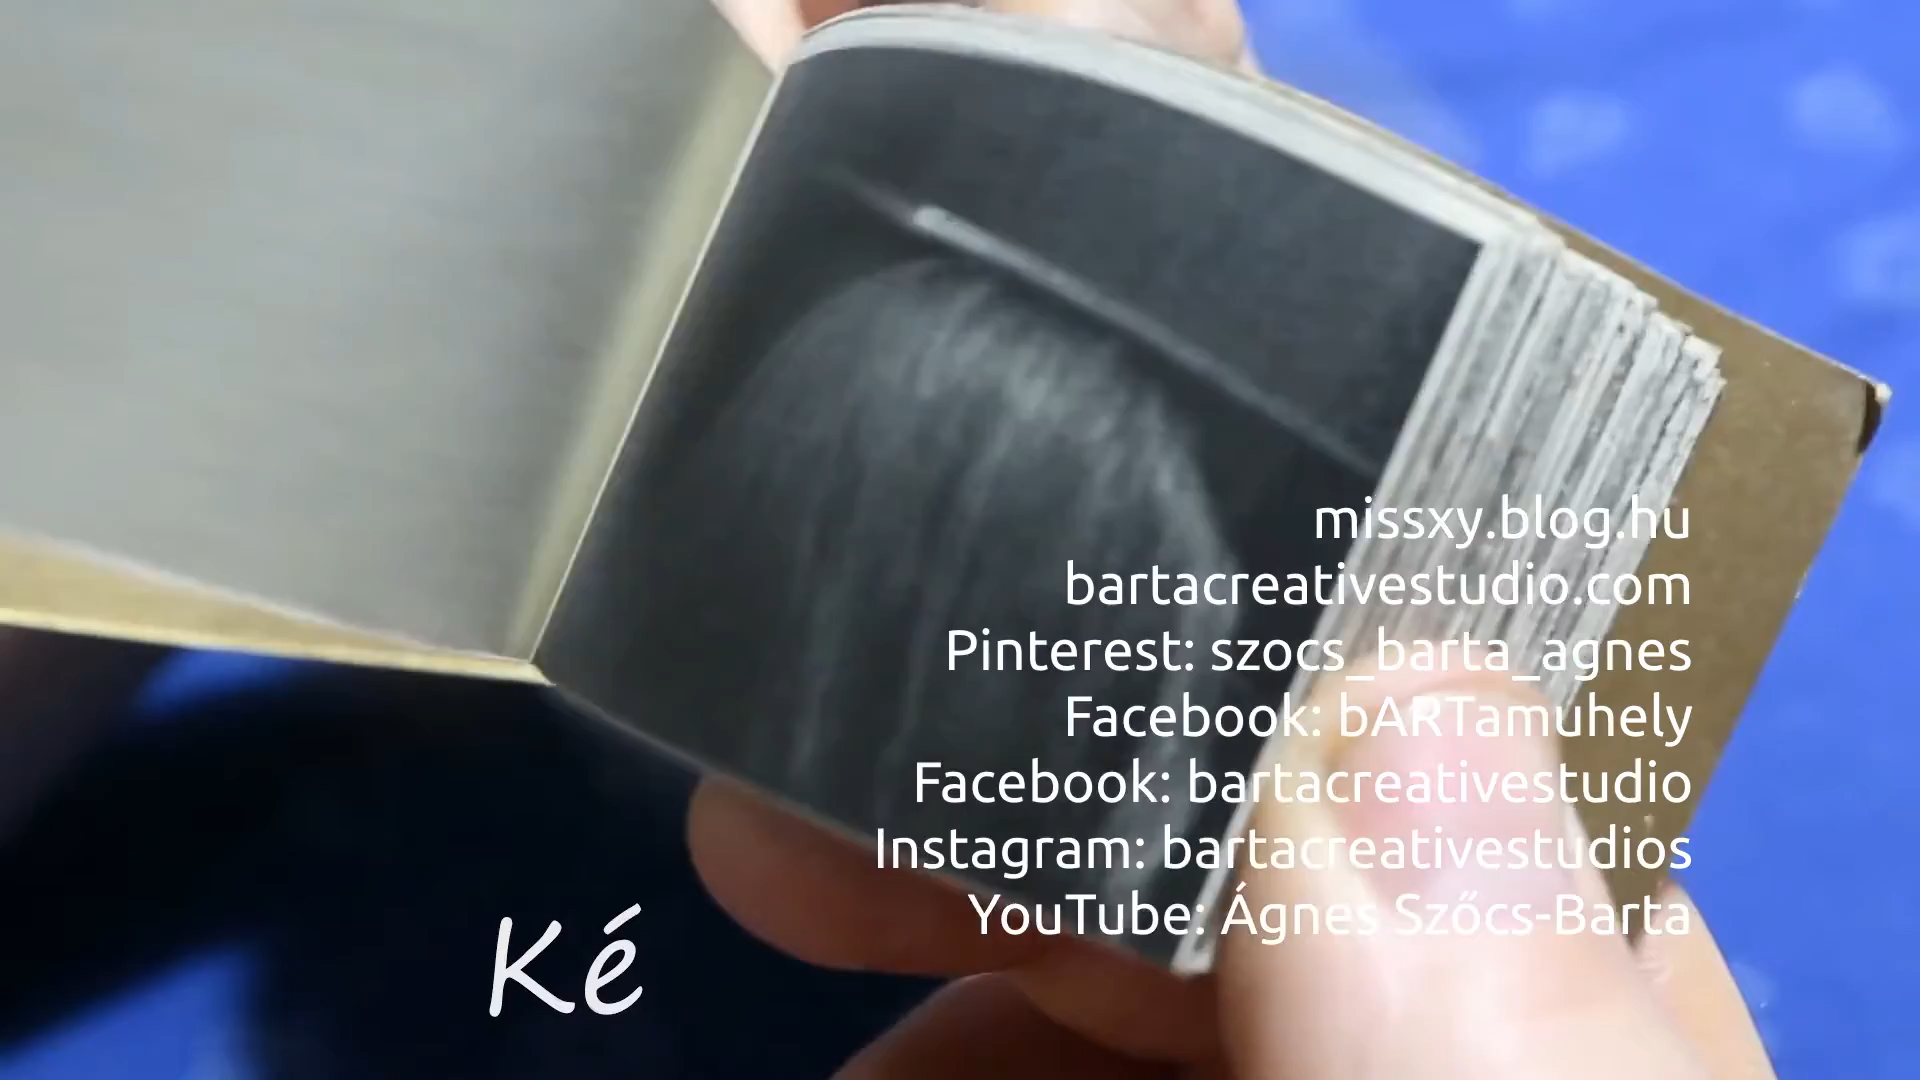 missxy.blog.hu
bartacreativestudio.com
Pinterest: szocs_barta_agnes
Facebook: bARTamuhely
Facebook: bartacreativestudio
Instagram: bartacreativestudios
YouTube: Ágnes Szőcs-Barta
Ké